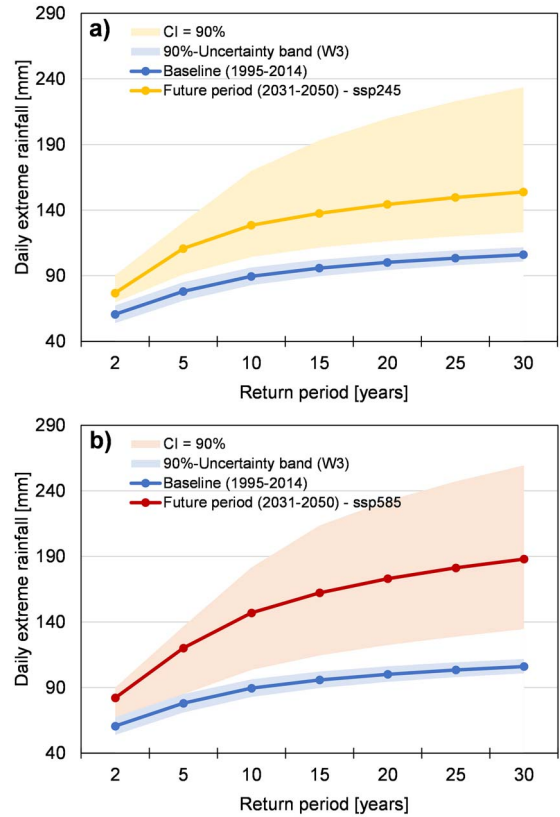 a)
CI = 90%
90%-Uncertainty band (W3)
Baseline (1995-2014)
Future period (2031-2050) - ssp245
Daily extreme rainfall [mm]
290
240
190
140
90
40
2 5 10 15 20 25 30
Return period [years]
b)
CI = 90%
90%-Uncertainty band (W3)
Baseline (1995-2014)
Future period (2031-2050) - ssp585
Daily extreme rainfall [mm]
290
240
190
140
90
40
2 5 10 15 20 25 30
Return period [years]